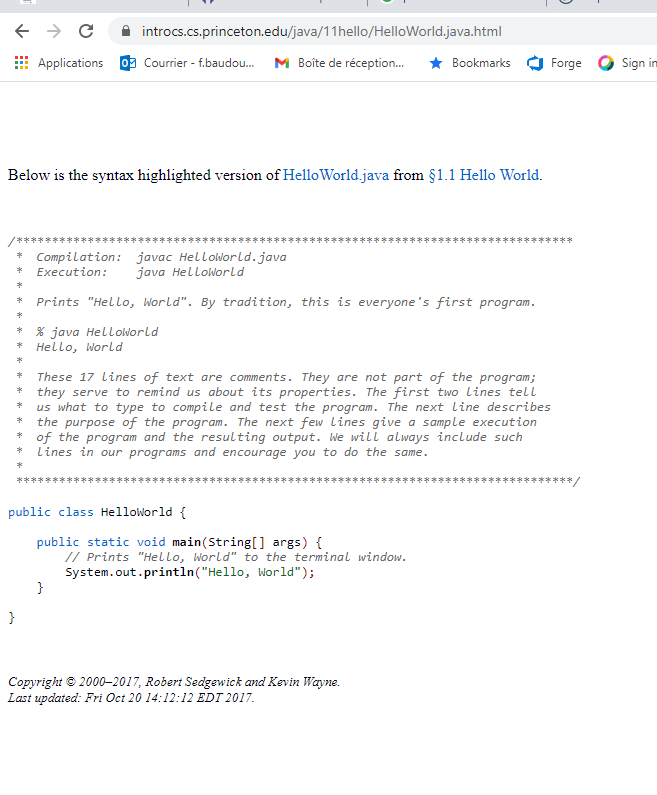 introcs.cs.princeton.edu/java/11hello/HelloWorld.java.html
Applications Courrier - f.baudou... Boîte de réception... Bookmarks Forge Sign in
Below is the syntax highlighted version of HelloWorld.java from §1.1 Hello World.
/******************************************************************************
 *  Compilation:  javac HelloWorld.java
 *  Execution:    java HelloWorld
 *
 *  Prints "Hello, World". By tradition, this is everyone's first program.
 *
 *  % java HelloWorld
 *  Hello, World
 *
 *  These 17 lines of text are comments. They are not part of the program;
 *  they serve to remind us about its properties. The first two lines tell
 *  us what to type to compile and test the program. The next line describes
 *  the purpose of the program. The next few lines give a sample execution
 *  of the program and the resulting output. We will always include such
 *  lines in our programs and encourage you to do the same.
 *
 ******************************************************************************/
public class HelloWorld {
    public static void main(String[] args) {
        // Prints "Hello, World" to the terminal window.
        System.out.println("Hello, World");
    }
}
Copyright © 2000–2017, Robert Sedgewick and Kevin Wayne.
Last updated: Fri Oct 20 14:12:12 EDT 2017.